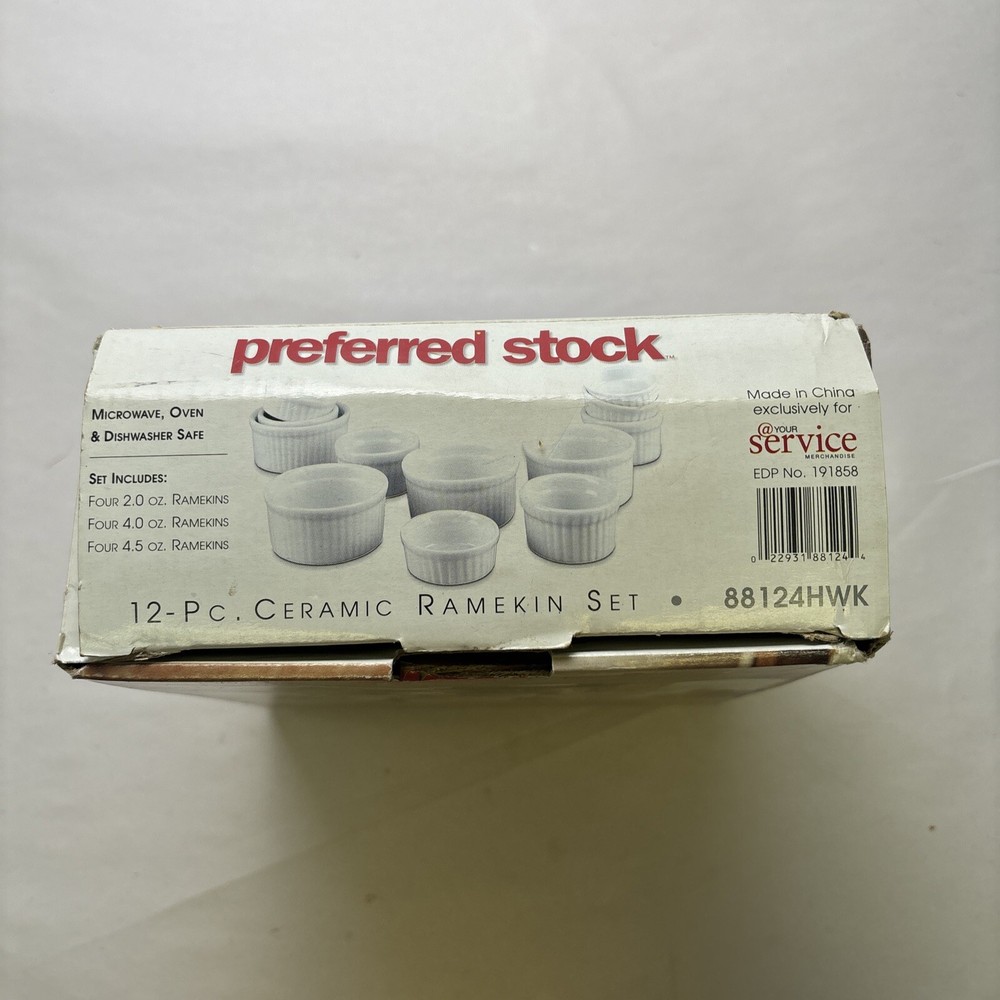 preferred stock™
MICROWAVE, OVEN
& DISHWASHER SAFE
SET INCLUDES:
FOUR 2.0 OZ. RAMEKINS
FOUR 4.0 OZ. RAMEKINS
FOUR 4.5 OZ. RAMEKINS
Made in China
exclusively for
@YOUR
service
MERCHANDISE
EDP No. 191858
0 22931 88124 4
12-PC. CERAMIC RAMEKIN SET • 88124HWK